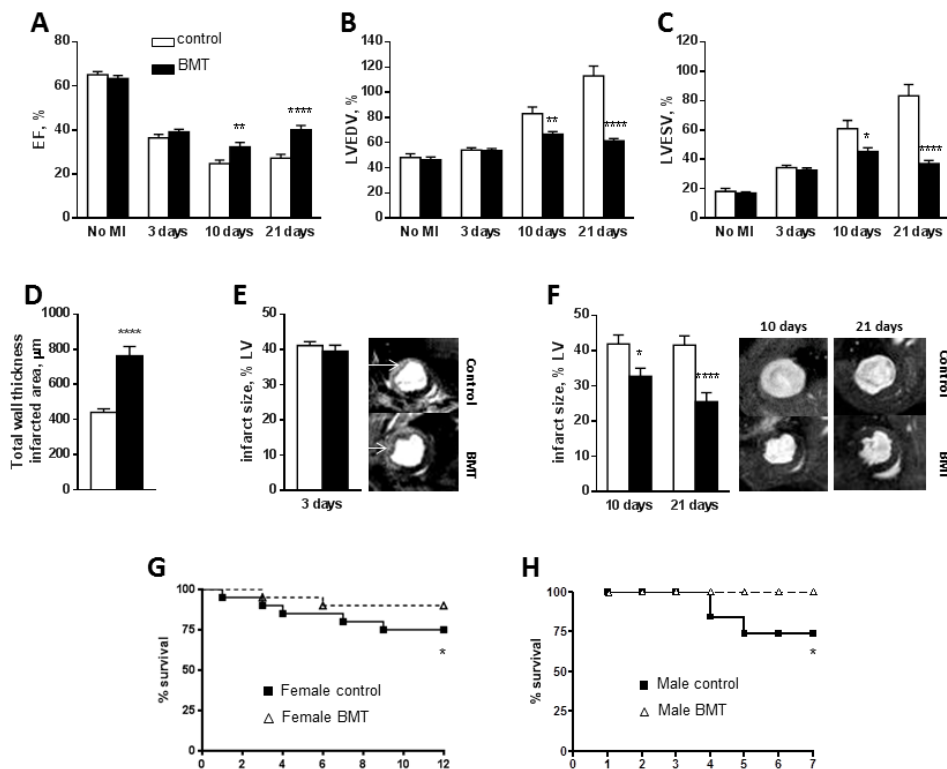 A
B
C
80
60
40
20
0
EF, %
control
BMT
**
****
No MI
3 days
10 days
21 days
140
120
100
80
60
40
20
0
LVEDV, %
**
****
No MI
3 days
10 days
21 days
120
100
80
60
40
20
0
LVESV, %
*
****
No MI
3 days
10 days
21 days
D
E
F
1000
800
600
400
200
0
Total wall thickness
infarcted area, µm
****
50
40
30
20
10
0
infarct size, % LV
3 days
Control
BMT
50
40
30
20
10
0
infarct size, % LV
*
****
10 days
21 days
10 days
21 days
Control
BMT
G
H
100
75
50
25
0
% survival
*
Female control
Female BMT
0
2
4
6
8
10
12
100
75
50
25
0
% survival
*
Male control
Male BMT
0
1
2
3
4
5
6
7